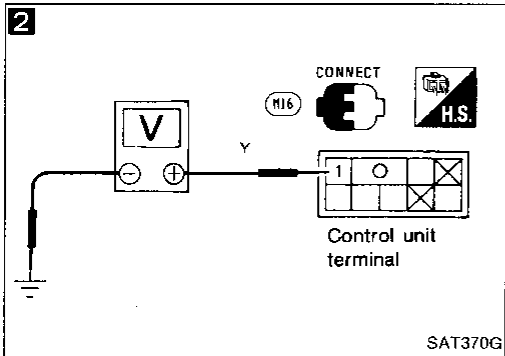 2
CONNECT
M16
H.S.
V
Y
1
Control unit
terminal
SAT370G